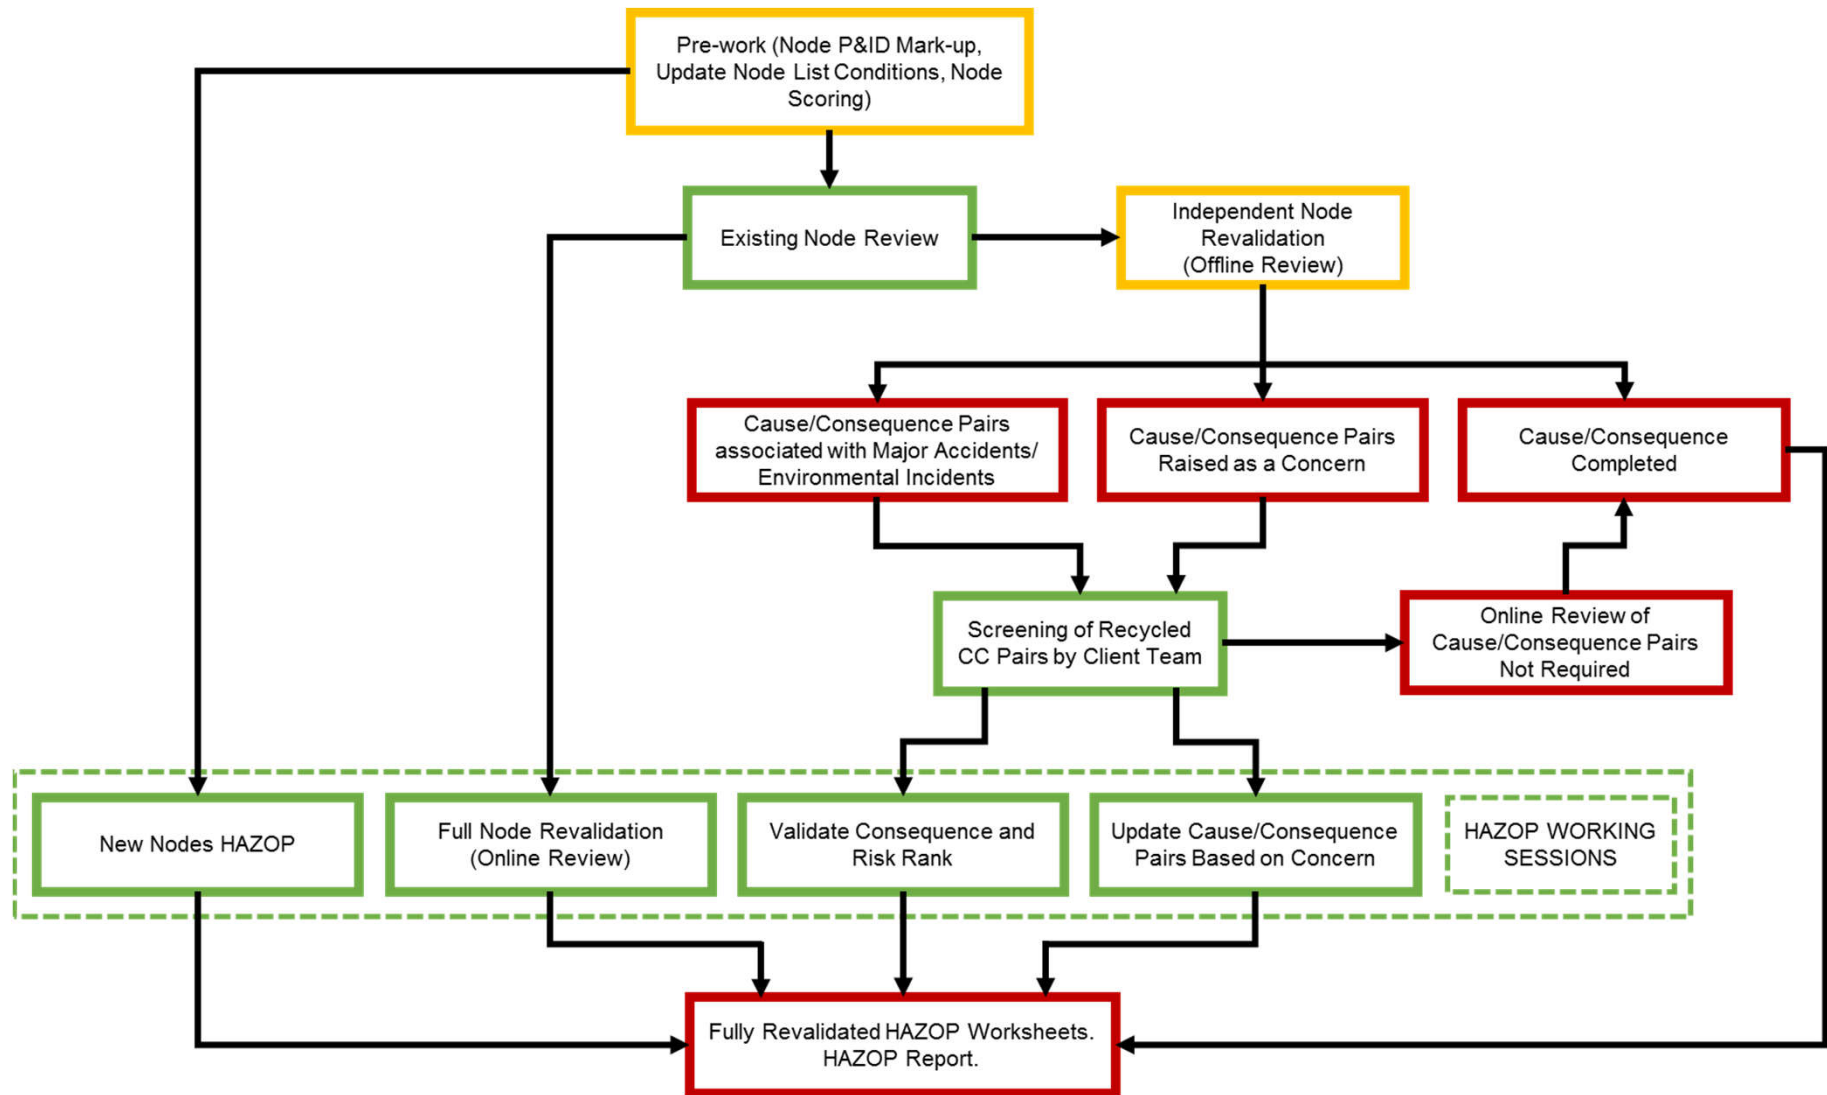 Pre-work (Node P&ID Mark-up,
Update Node List Conditions, Node
Scoring)
Existing Node Review
Independent Node
Revalidation
(Offline Review)
Cause/Consequence Pairs
associated with Major Accidents/
Environmental Incidents
Cause/Consequence Pairs
Raised as a Concern
Cause/Consequence
Completed
Screening of Recycled
CC Pairs by Client Team
Online Review of
Cause/Consequence Pairs
Not Required
New Nodes HAZOP
Full Node Revalidation
(Online Review)
Validate Consequence and
Risk Rank
Update Cause/Consequence
Pairs Based on Concern
HAZOP WORKING
SESSIONS
Fully Revalidated HAZOP Worksheets.
HAZOP Report.